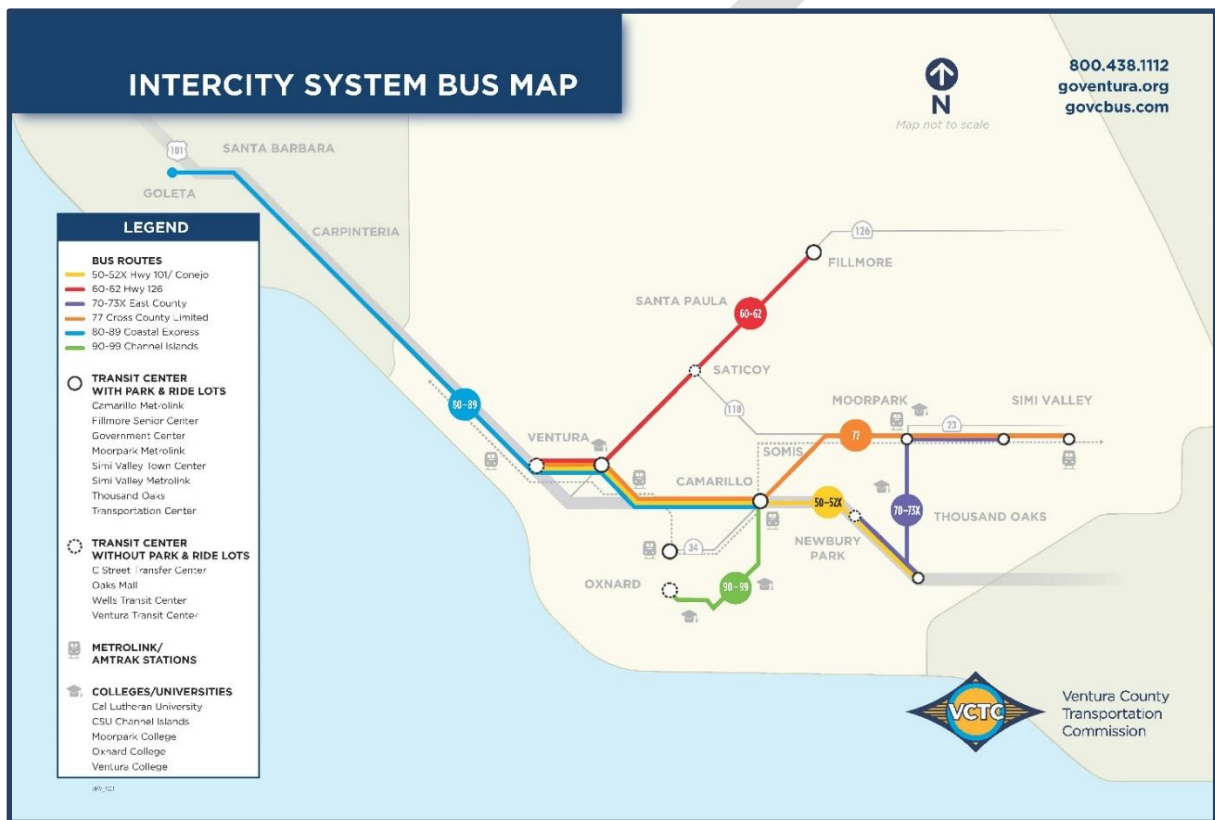 INTERCITY SYSTEM BUS MAP
N
Map not to scale
800.438.1112
goventura.org
govcbus.com
101
SANTA BARBARA
GOLETA
CARPINTERIA
LEGEND
BUS ROUTES
50-52X Hwy 101/ Conejo
60-62 Hwy 126
70-73X East County
77 Cross County Limited
80-89 Coastal Express
90-99 Channel Islands
TRANSIT CENTER
WITH PARK & RIDE LOTS
Camarillo Metrolink
Fillmore Senior Center
Government Center
Moorpark Metrolink
Simi Valley Town Center
Simi Valley Metrolink
Thousand Oaks
Transportation Center
TRANSIT CENTER
WITHOUT PARK & RIDE LOTS
C Street Transfer Center
Oaks Mall
Wells Transit Center
Ventura Transit Center
METROLINK/
AMTRAK STATIONS
COLLEGES/UNIVERSITIES
Cal Lutheran University
CSU Channel Islands
Moorpark College
Oxnard College
Ventura College
126
FILLMORE
SANTA PAULA
60-62
SATICOY
118
80-89
VENTURA
MOORPARK
SIMI VALLEY
77
23
SOMIS
CAMARILLO
50-52X
70-73X
THOUSAND OAKS
NEWBURY
PARK
34
OXNARD
90-99
VCTC
Ventura County
Transportation
Commission